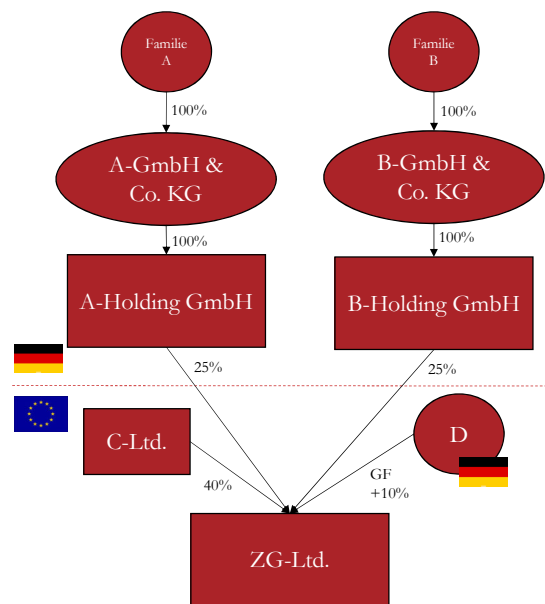 Familie
A
Familie
B
100%
100%
A-GmbH &
Co. KG
B-GmbH &
Co. KG
100%
100%
A-Holding GmbH
B-Holding GmbH
25%
25%
C-Ltd.
D
40%
GF
+10%
ZG-Ltd.